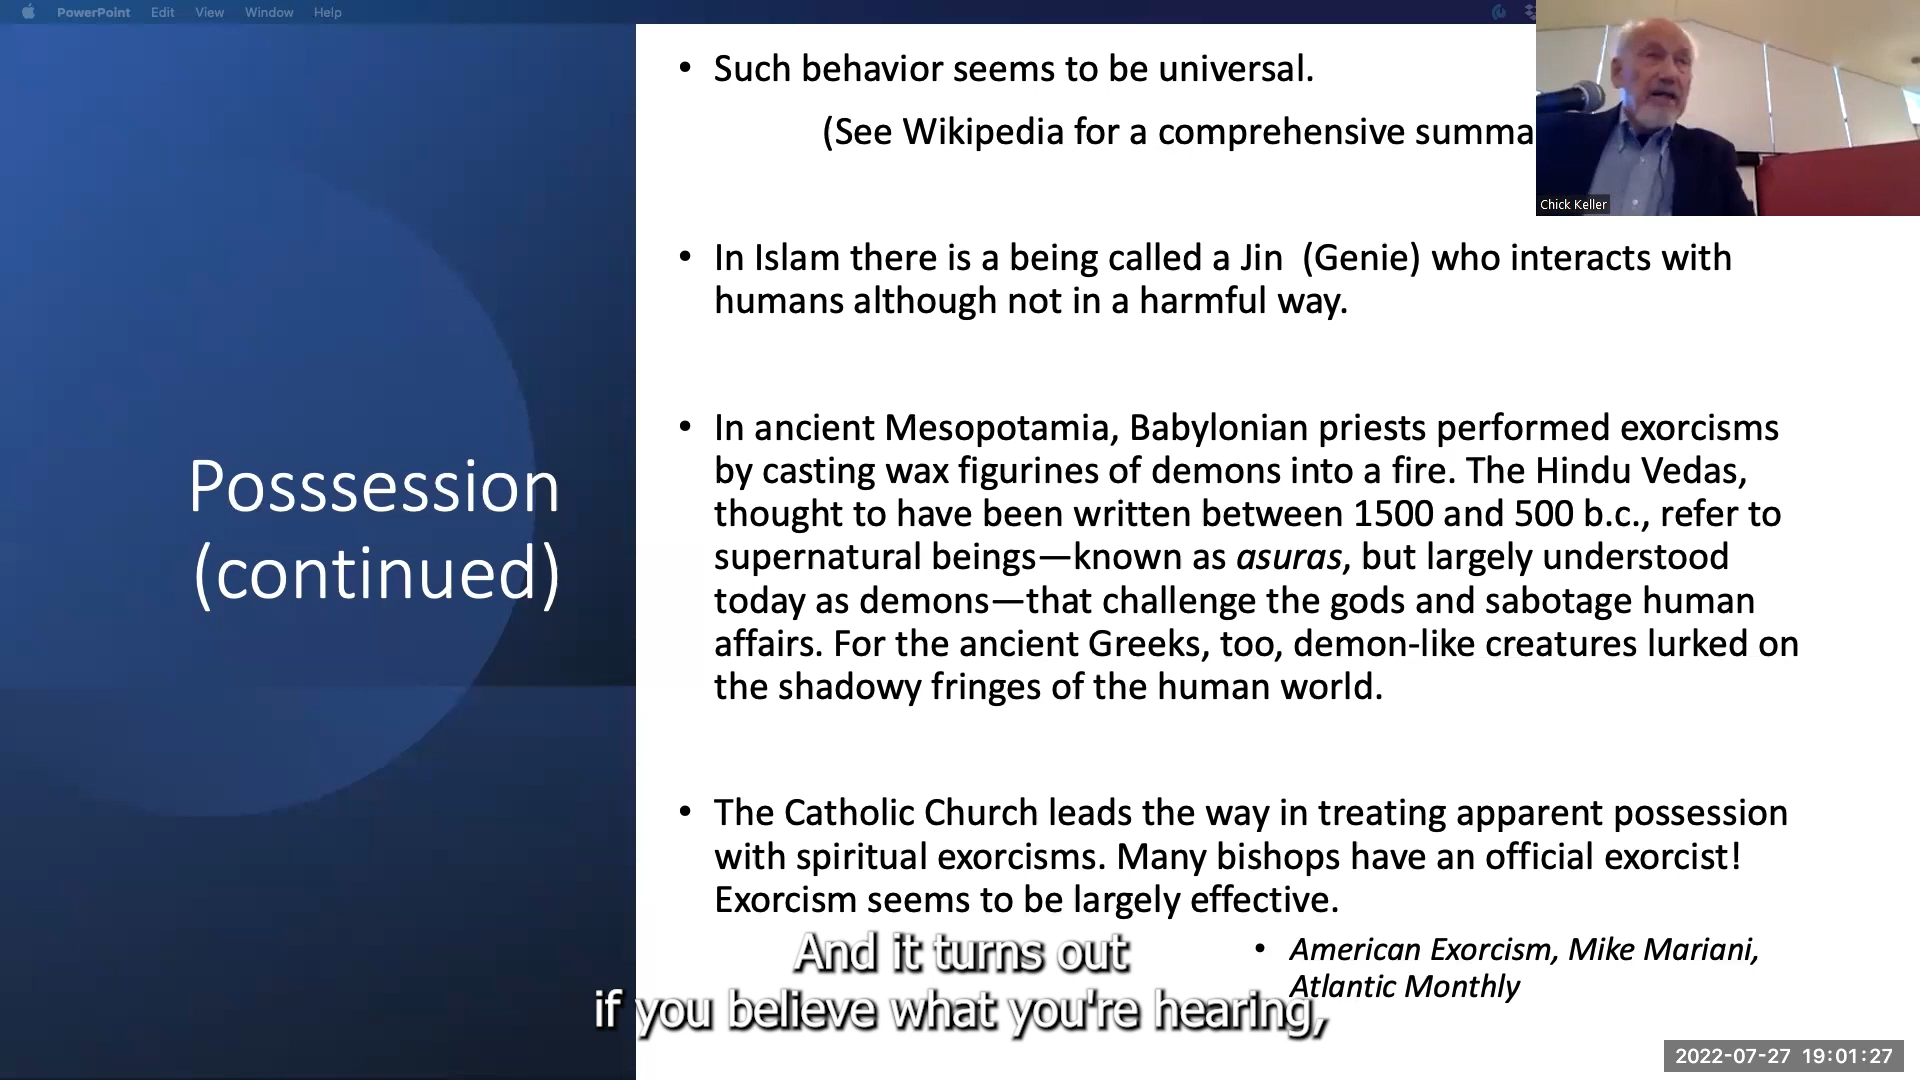 PowerPoint Edit View Window Help
Posssession
(continued)
• Such behavior seems to be universal.
(See Wikipedia for a comprehensive summa
Chick Keller
• In Islam there is a being called a Jin (Genie) who interacts with
humans although not in a harmful way.
• In ancient Mesopotamia, Babylonian priests performed exorcisms
by casting wax figurines of demons into a fire. The Hindu Vedas,
thought to have been written between 1500 and 500 b.c., refer to
supernatural beings—known as asuras, but largely understood
today as demons—that challenge the gods and sabotage human
affairs. For the ancient Greeks, too, demon-like creatures lurked on
the shadowy fringes of the human world.
• The Catholic Church leads the way in treating apparent possession
with spiritual exorcisms. Many bishops have an official exorcist!
Exorcism seems to be largely effective.
• American Exorcism, Mike Mariani,
Atlantic Monthly
And it turns out
if you believe what you're hearing,
2022-07-27 19:01:27